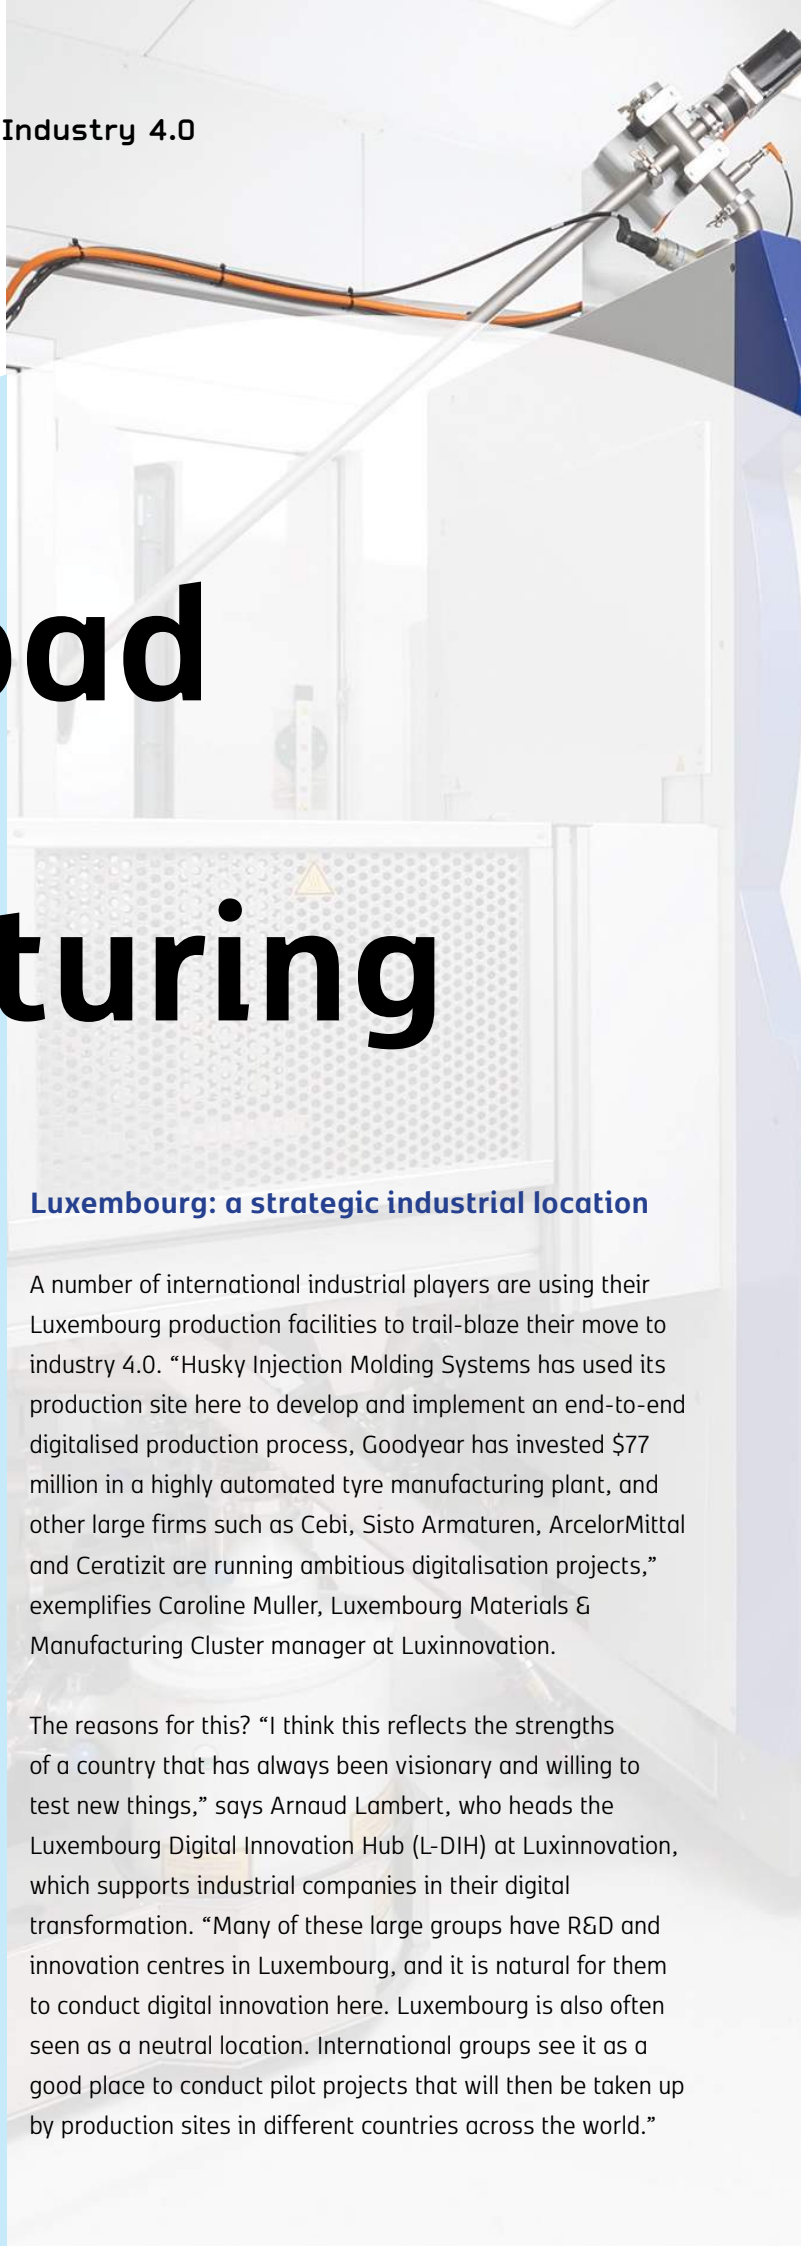 Industry 4.0
oad
turing
Luxembourg: a strategic industrial location
A number of international industrial players are using their
Luxembourg production facilities to trail-blaze their move to
industry 4.0. “Husky Injection Molding Systems has used its
production site here to develop and implement an end-to-end
digitalised production process, Goodyear has invested $77
million in a highly automated tyre manufacturing plant, and
other large firms such as Cebi, Sisto Armaturen, ArcelorMittal
and Ceratizit are running ambitious digitalisation projects,”
exemplifies Caroline Muller, Luxembourg Materials &
Manufacturing Cluster manager at Luxinnovation.
The reasons for this? “I think this reflects the strengths
of a country that has always been visionary and willing to
test new things,” says Arnaud Lambert, who heads the
Luxembourg Digital Innovation Hub (L-DIH) at Luxinnovation,
which supports industrial companies in their digital
transformation. “Many of these large groups have R&D and
innovation centres in Luxembourg, and it is natural for them
to conduct digital innovation here. Luxembourg is also often
seen as a neutral location. International groups see it as a
good place to conduct pilot projects that will then be taken up
by production sites in different countries across the world.”